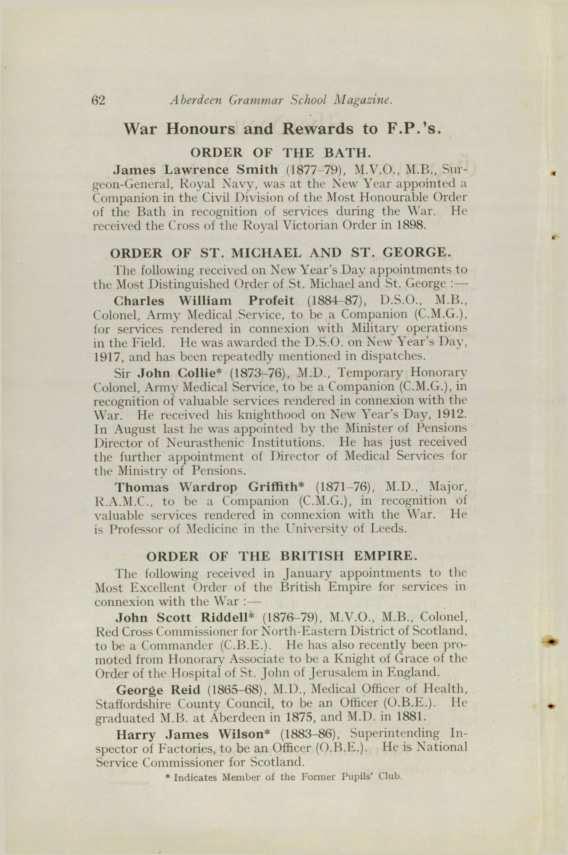 62 Aberdeen Grammar School Magazine.
War Honours and Rewards to F.P.'s.
ORDER OF THE BATH.
James Lawrence Smith (1877–79), M.V.O., M.B., Sur-
geon-General, Royal Navy, was at the New Year appointed a
Companion in the Civil Division of the Most Honourable Order
of the Bath in recognition of services during the War. He
received the Cross of the Royal Victorian Order in 1898.
ORDER OF ST. MICHAEL AND ST. GEORGE.
The following received on New Year's Day appointments to
the Most Distinguished Order of St. Michael and St. George :—
Charles William Profeit (1884–87), D.S.O., M.B.,
Colonel, Army Medical Service, to be a Companion (C.M.G.),
for services rendered in connexion with Military operations
in the Field. He was awarded the D.S.O. on New Year's Day,
1917, and has been repeatedly mentioned in dispatches.
Sir John Collie* (1873–76), M.D., Temporary Honorary
Colonel, Army Medical Service, to be a Companion (C.M.G.), in
recognition of valuable services rendered in connexion with the
War. He received his knighthood on New Year's Day, 1912.
In August last he was appointed by the Minister of Pensions
Director of Neurasthenic Institutions. He has just received
the further appointment of Director of Medical Services for
the Ministry of Pensions.
Thomas Wardrop Griffith* (1871–76), M.D., Major,
R.A.M.C., to be a Companion (C.M.G.), in recognition of
valuable services rendered in connexion with the War. He
is Professor of Medicine in the University of Leeds.
ORDER OF THE BRITISH EMPIRE.
The following received in January appointments to the
Most Excellent Order of the British Empire for services in
connexion with the War :—
John Scott Riddell* (1876–79), M.V.O., M.B., Colonel,
Red Cross Commissioner for North-Eastern District of Scotland,
to be a Commander (C.B.E.). He has also recently been pro-
moted from Honorary Associate to be a Knight of Grace of the
Order of the Hospital of St. John of Jerusalem in England.
George Reid (1865–68), M.D., Medical Officer of Health,
Staffordshire County Council, to be an Officer (O.B.E.). He
graduated M.B. at Aberdeen in 1875, and M.D. in 1881.
Harry James Wilson* (1883–86), Superintending In-
spector of Factories, to be an Officer (O.B.E.). He is National
Service Commissioner for Scotland.
* Indicates Member of the Former Pupils' Club.